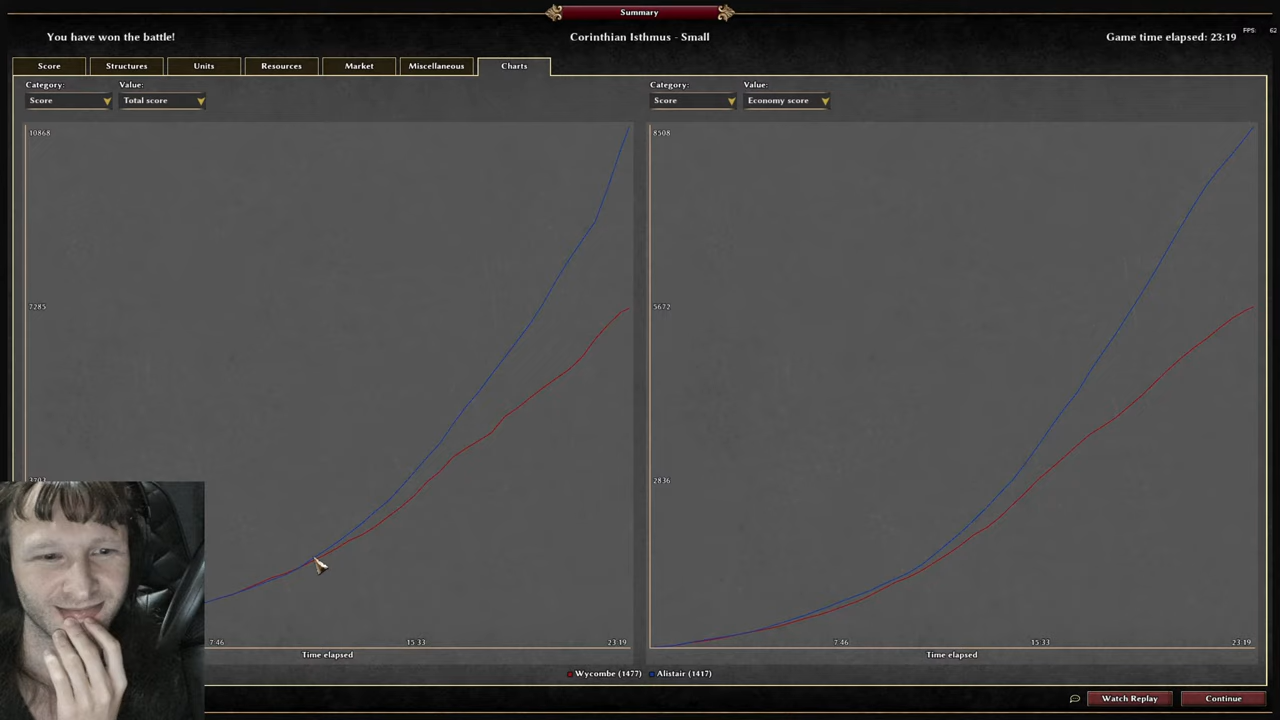 Summary
You have won the battle!
Corinthian Isthmus - Small
Game time elapsed: 23:19
FPS: 62
Score
Structures
Units
Resources
Market
Miscellaneous
Charts
Category:
Value:
Score
Total score
Category:
Value:
Score
Economy score
10868
7285
7:46
15:33
23:19
Time elapsed
8508
5672
2836
7:46
15:33
23:19
Time elapsed
Wycombe (1477)
Alistair (1417)
Watch Replay
Continue